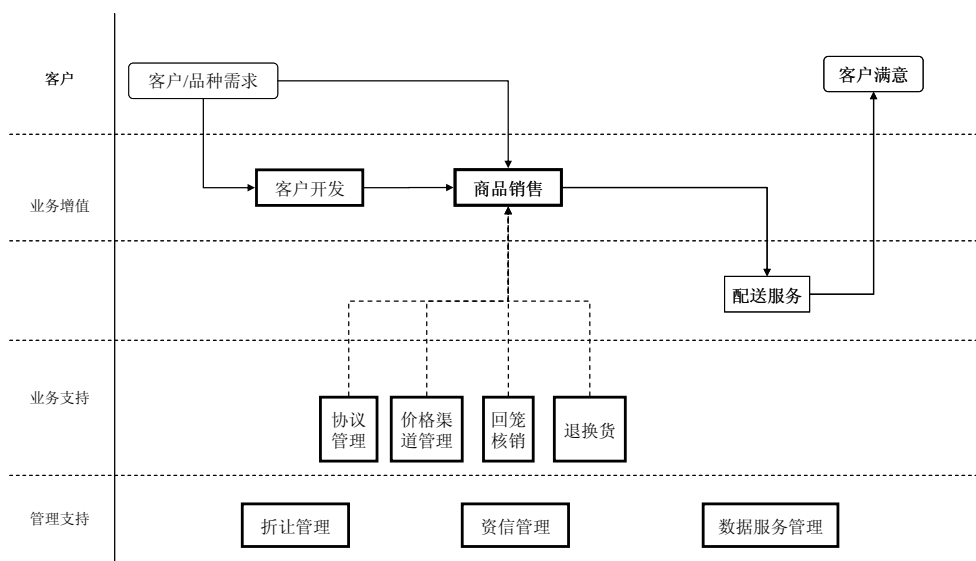 客户
客户/品种需求
客户满意
业务增值
客户开发
商品销售
配送服务
业务支持
协议
管理
价格渠
道管理
回笼
核销
退换货
管理支持
折让管理
资信管理
数据服务管理